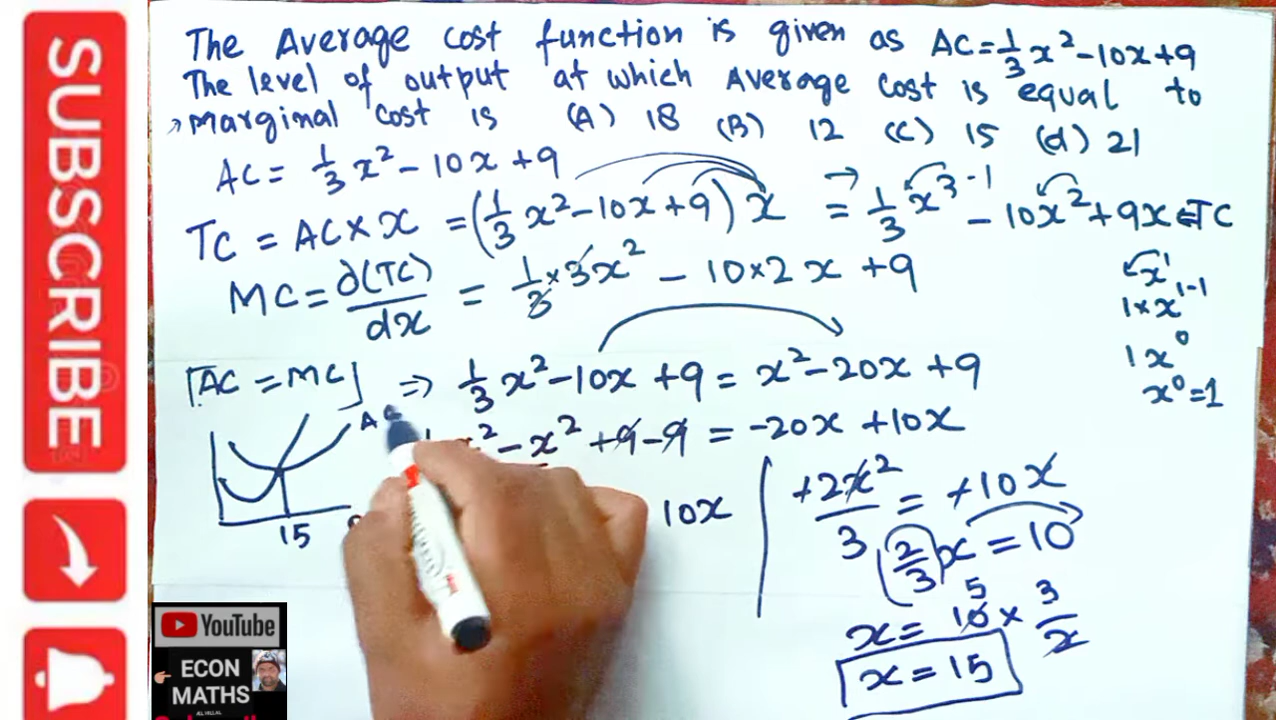 SUBSCRIBE
The Average cost function is given as AC = 1/3 x² - 10x + 9
The level of output at which Average cost is equal to
→ marginal cost is (A) 18 (B) 12 (C) 15 (d) 21
AC = 1/3 x² - 10x + 9
TC = AC × x = (1/3 x² - 10x + 9) x = 1/3 x³⁻¹ - 10x² + 9x ⇐ TC
MC = d(TC)/dx = 1/3 × 3x² - 10×2x + 9
x¹
1×x¹⁻¹
1x⁰
x⁰ = 1
[AC = MC] ⇒ 1/3 x² - 10x + 9 = x² - 20x + 9
x² - x² + 9 - 9 = -20x + 10x
10x
A
15
+2x²/3 = +10x
(2/3)x = 10
x = 10 5 × 3/2
x = 15
YouTube
ECON
MATHS